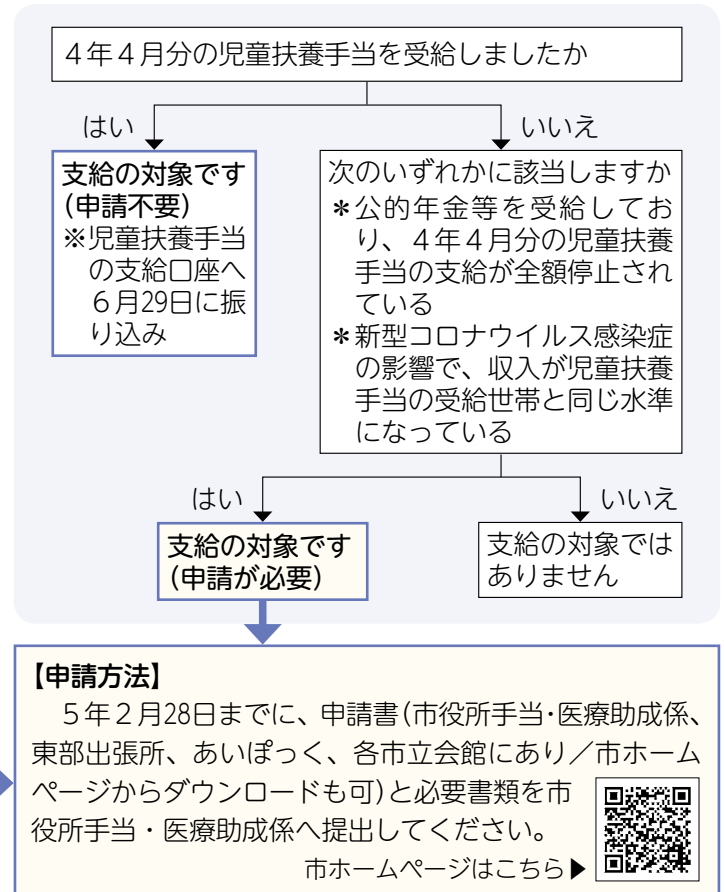 ４年４月分の児童扶養手当を受給しましたか
はい
いいえ
支給の対象です
(申請不要)
※児童扶養手当
の支給口座へ
６月29日に振
り込み
次のいずれかに該当しますか
＊公的年金等を受給してお
り、４年４月分の児童扶養
手当の支給が全額停止され
ている
＊新型コロナウイルス感染症
の影響で、収入が児童扶養
手当の受給世帯と同じ水準
になっている
はい
いいえ
支給の対象です
(申請が必要)
支給の対象では
ありません
【申請方法】
５年２月28日までに、申請書(市役所手当・医療助成係、
東部出張所、あいぽっく、各市立会館にあり／市ホーム
ページからダウンロードも可)と必要書類を市
役所手当・医療助成係へ提出してください。
市ホームページはこちら▶